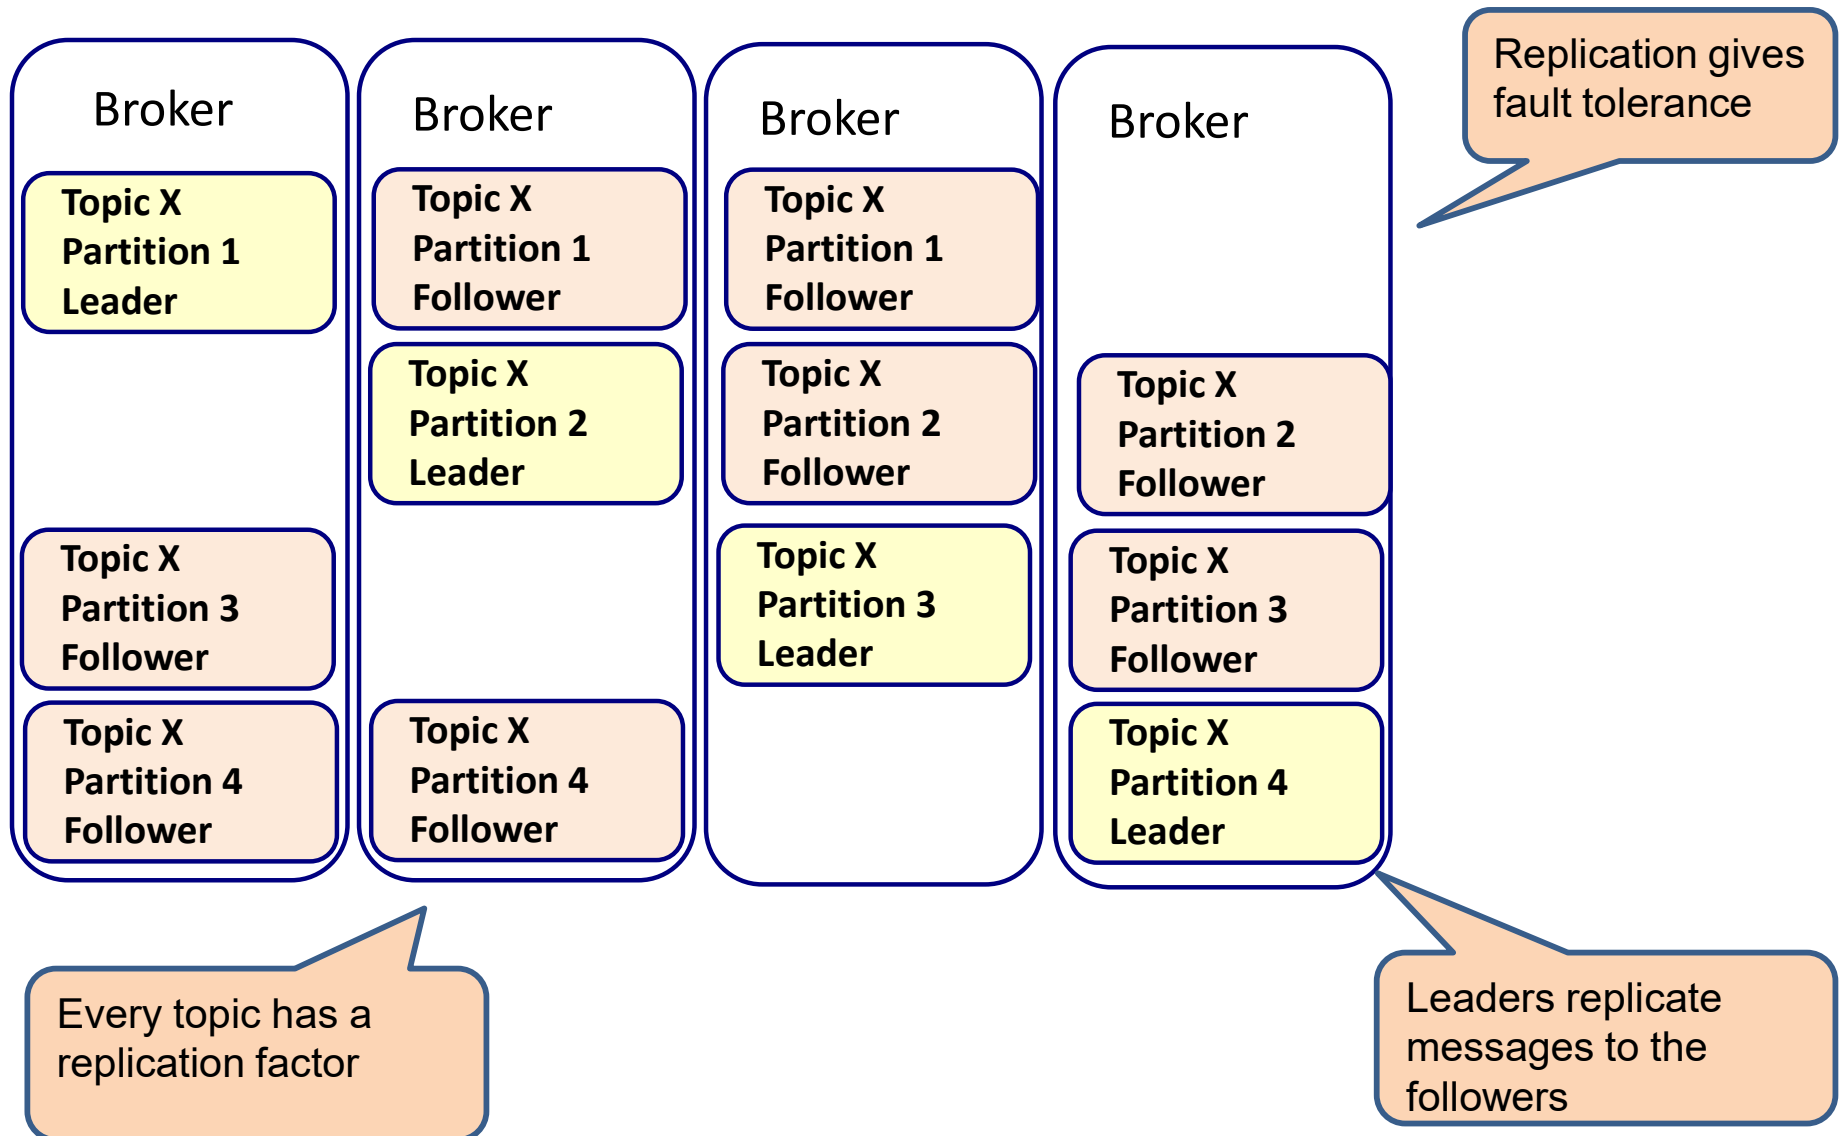 Broker
Topic X
Partition 1
Leader
Topic X
Partition 3
Follower
Topic X
Partition 4
Follower
Broker
Topic X
Partition 1
Follower
Topic X
Partition 2
Leader
Topic X
Partition 4
Follower
Broker
Topic X
Partition 1
Follower
Topic X
Partition 2
Follower
Topic X
Partition 3
Leader
Broker
Topic X
Partition 2
Follower
Topic X
Partition 3
Follower
Topic X
Partition 4
Leader
Replication gives
fault tolerance
Every topic has a
replication factor
Leaders replicate
messages to the
followers